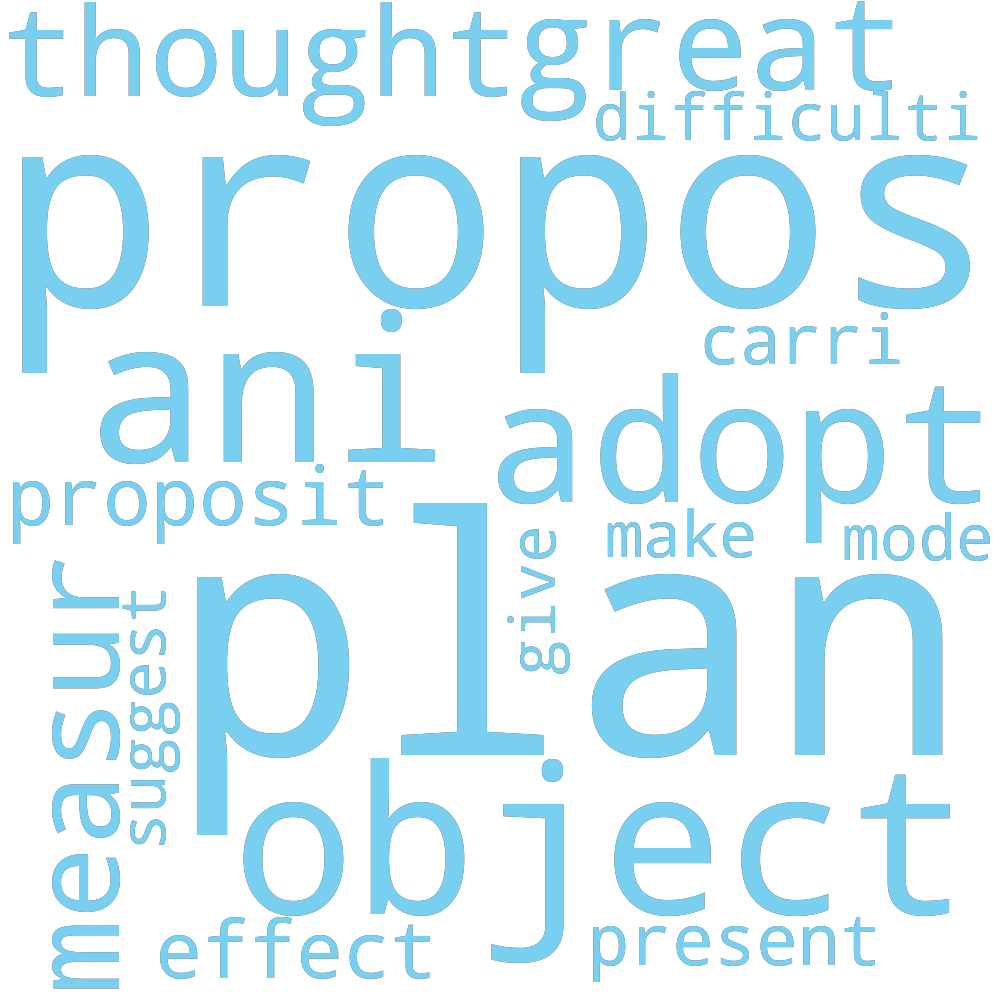 thought great
difficulti
propos
carri
ani
adopt
proposit
make
mode
give
plan
measur
suggest
object
effect
present